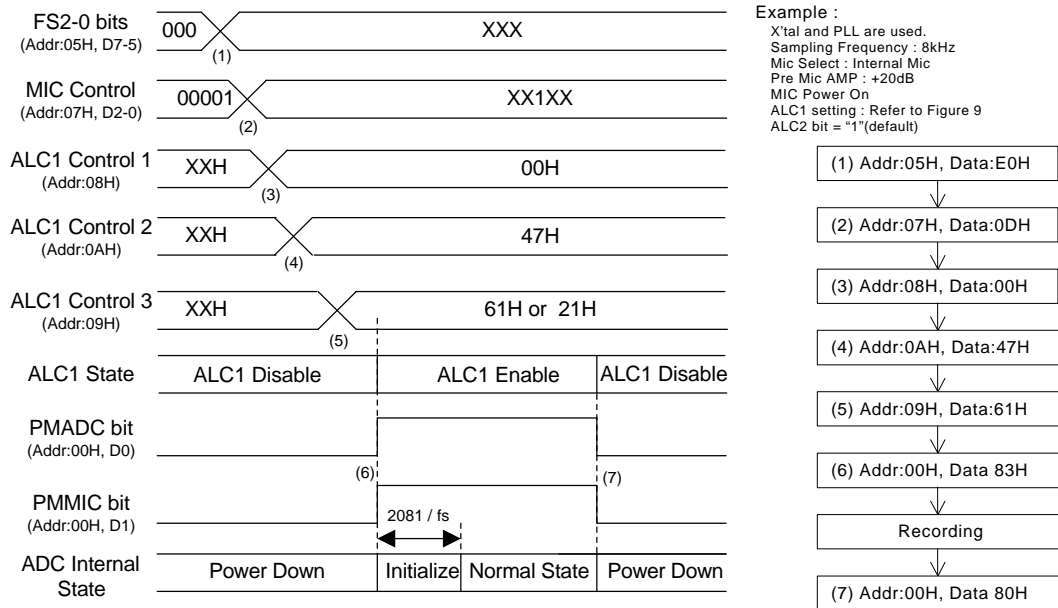 FS2-0 bits
(Addr:05H, D7-5)
000
XXX
(1)
MIC Control
(Addr:07H, D2-0)
00001
XX1XX
(2)
ALC1 Control 1
(Addr:08H)
XXH
00H
(3)
ALC1 Control 2
(Addr:0AH)
XXH
47H
(4)
ALC1 Control 3
(Addr:09H)
XXH
61H or 21H
(5)
ALC1 State
ALC1 Disable
ALC1 Enable
ALC1 Disable
PMADC bit
(Addr:00H, D0)
(6)
(7)
PMMIC bit
(Addr:00H, D1)
2081 / fs
ADC Internal
State
Power Down
Initialize
Normal State
Power Down
Example :
X'tal and PLL are used.
Sampling Frequency : 8kHz
Mic Select : Internal Mic
Pre Mic AMP : +20dB
MIC Power On
ALC1 setting : Refer to Figure 9
ALC2 bit = “1”(default)
(1) Addr:05H, Data:E0H
(2) Addr:07H, Data:0DH
(3) Addr:08H, Data:00H
(4) Addr:0AH, Data:47H
(5) Addr:09H, Data:61H
(6) Addr:00H, Data 83H
Recording
(7) Addr:00H, Data 80H